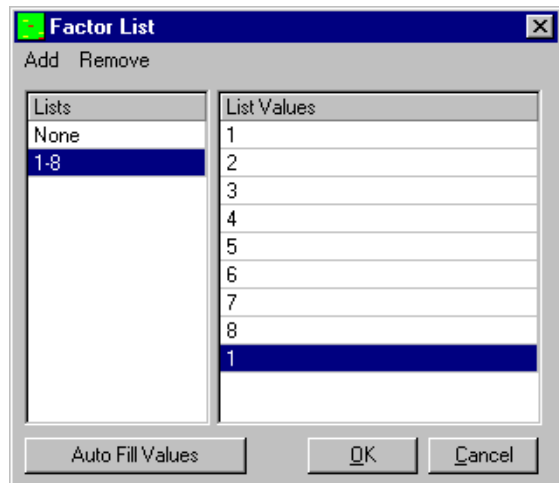 Factor List
Add Remove
Lists
None
1-8
List Values
1
2
3
4
5
6
7
8
1
Auto Fill Values OK Cancel